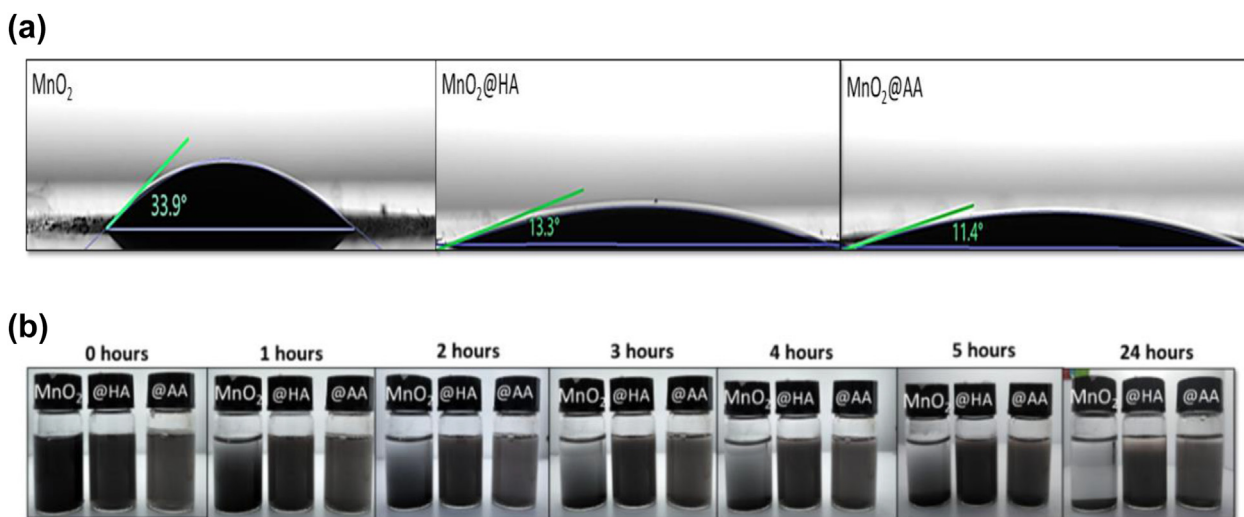 (a)
MnO₂
33.9°
MnO₂@HA
13.3°
MnO₂@AA
11.4°
(b)
0 hours
1 hours
2 hours
3 hours
4 hours
5 hours
24 hours
MnO₂ @HA @AA
MnO₂ @HA @AA
MnO₂ @HA @AA
MnO₂ @HA @AA
MnO₂ @HA @AA
MnO₂ @HA @AA
MnO₂ @HA @AA